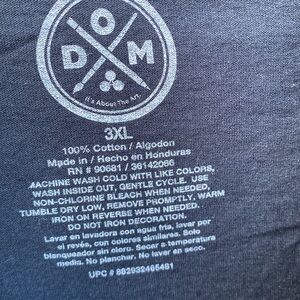 O
D M
It's About The Art.
3XL
100% Cotton / Algodon
Made in / Hecho en Honduras
RN # 90681 / 36142066
MACHINE WASH COLD WITH LIKE COLORS,
WASH INSIDE OUT, GENTLE CYCLE. USE
NON-CHLORINE BLEACH WHEN NEEDED,
TUMBLE DRY LOW, REMOVE PROMPTLY, WARM
IRON ON REVERSE WHEN NEEDED.
DO NOT IRON DECORATION.
Lavar en lavadora con agua fria, lavar por
el revés, con colores similares. Solo
blanqueador sin cloro. Secar a temperatura
media. No planchar. No lavar en seco.
UPC # 802932405481